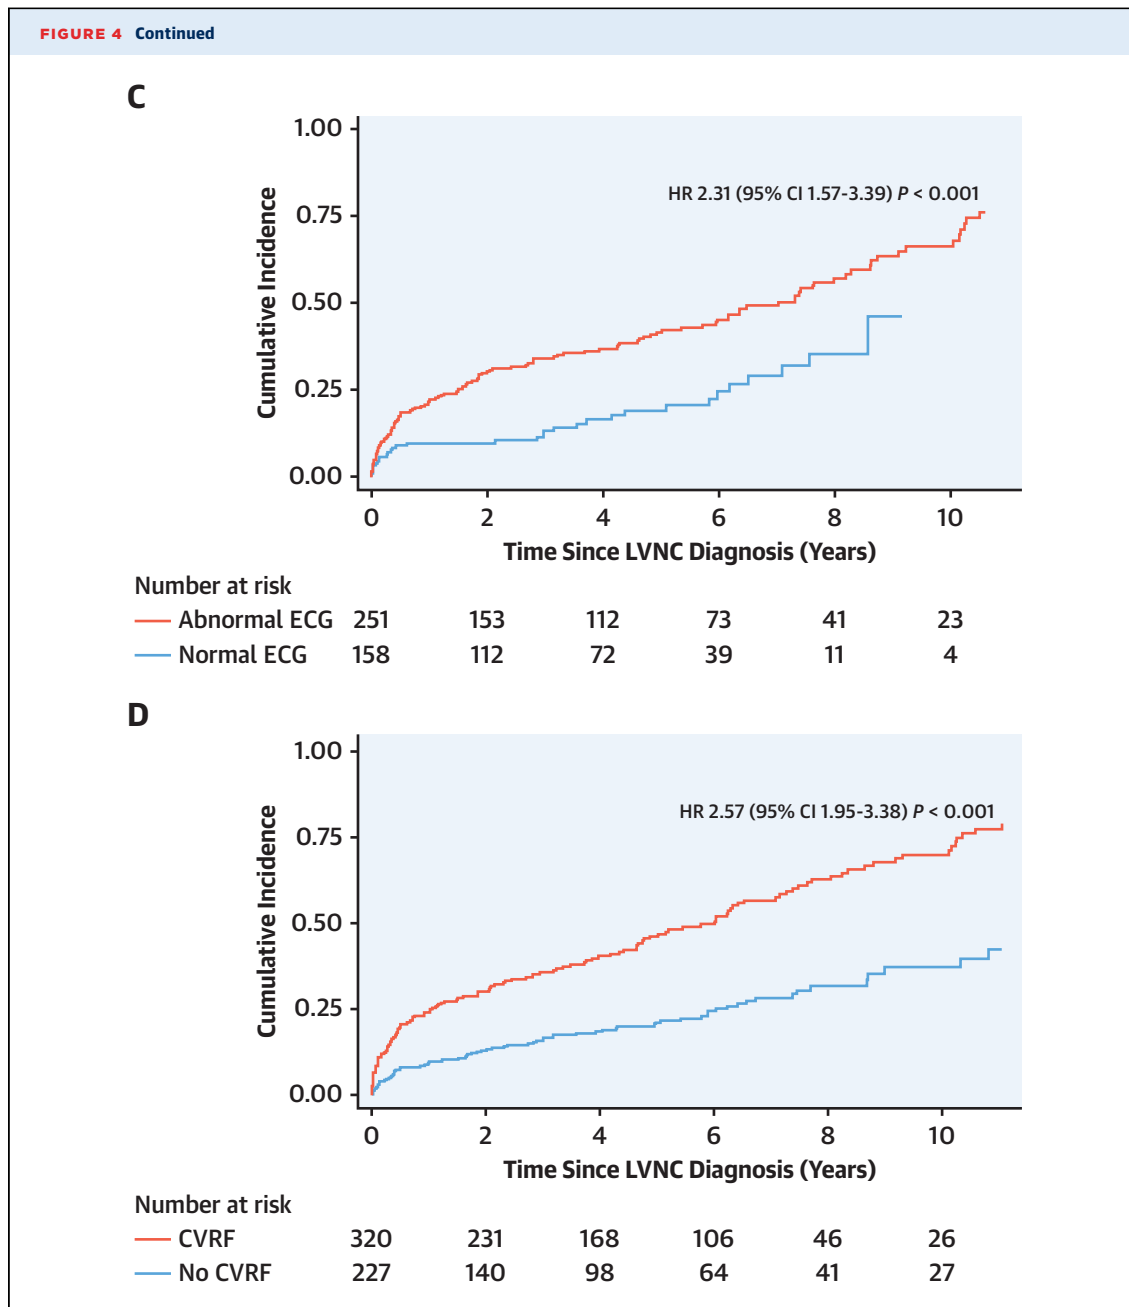 FIGURE 4 Continued
C
1.00
0.75
0.50
0.25
0.00
Cumulative Incidence
HR 2.31 (95% CI 1.57-3.39) P < 0.001
0 2 4 6 8 10
Time Since LVNC Diagnosis (Years)
Number at risk
Abnormal ECG 251 153 112 73 41 23
Normal ECG 158 112 72 39 11 4
D
1.00
0.75
0.50
0.25
0.00
Cumulative Incidence
HR 2.57 (95% CI 1.95-3.38) P < 0.001
0 2 4 6 8 10
Time Since LVNC Diagnosis (Years)
Number at risk
CVRF 320 231 168 106 46 26
No CVRF 227 140 98 64 41 27